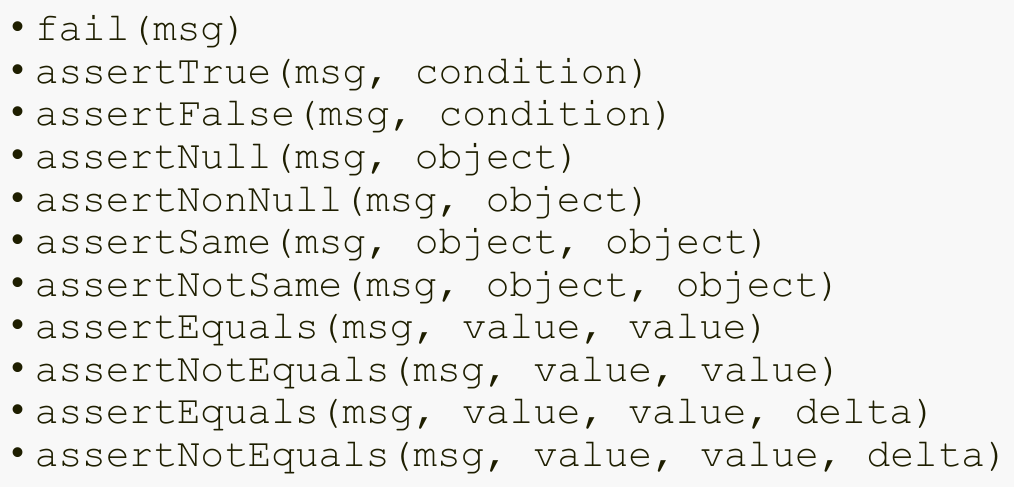 • fail(msg)
• assertTrue(msg, condition)
• assertFalse(msg, condition)
• assertNull(msg, object)
• assertNonNull(msg, object)
• assertSame(msg, object, object)
• assertNotSame(msg, object, object)
• assertEquals(msg, value, value)
• assertNotEquals(msg, value, value)
• assertEquals(msg, value, value, delta)
• assertNotEquals(msg, value, value, delta)